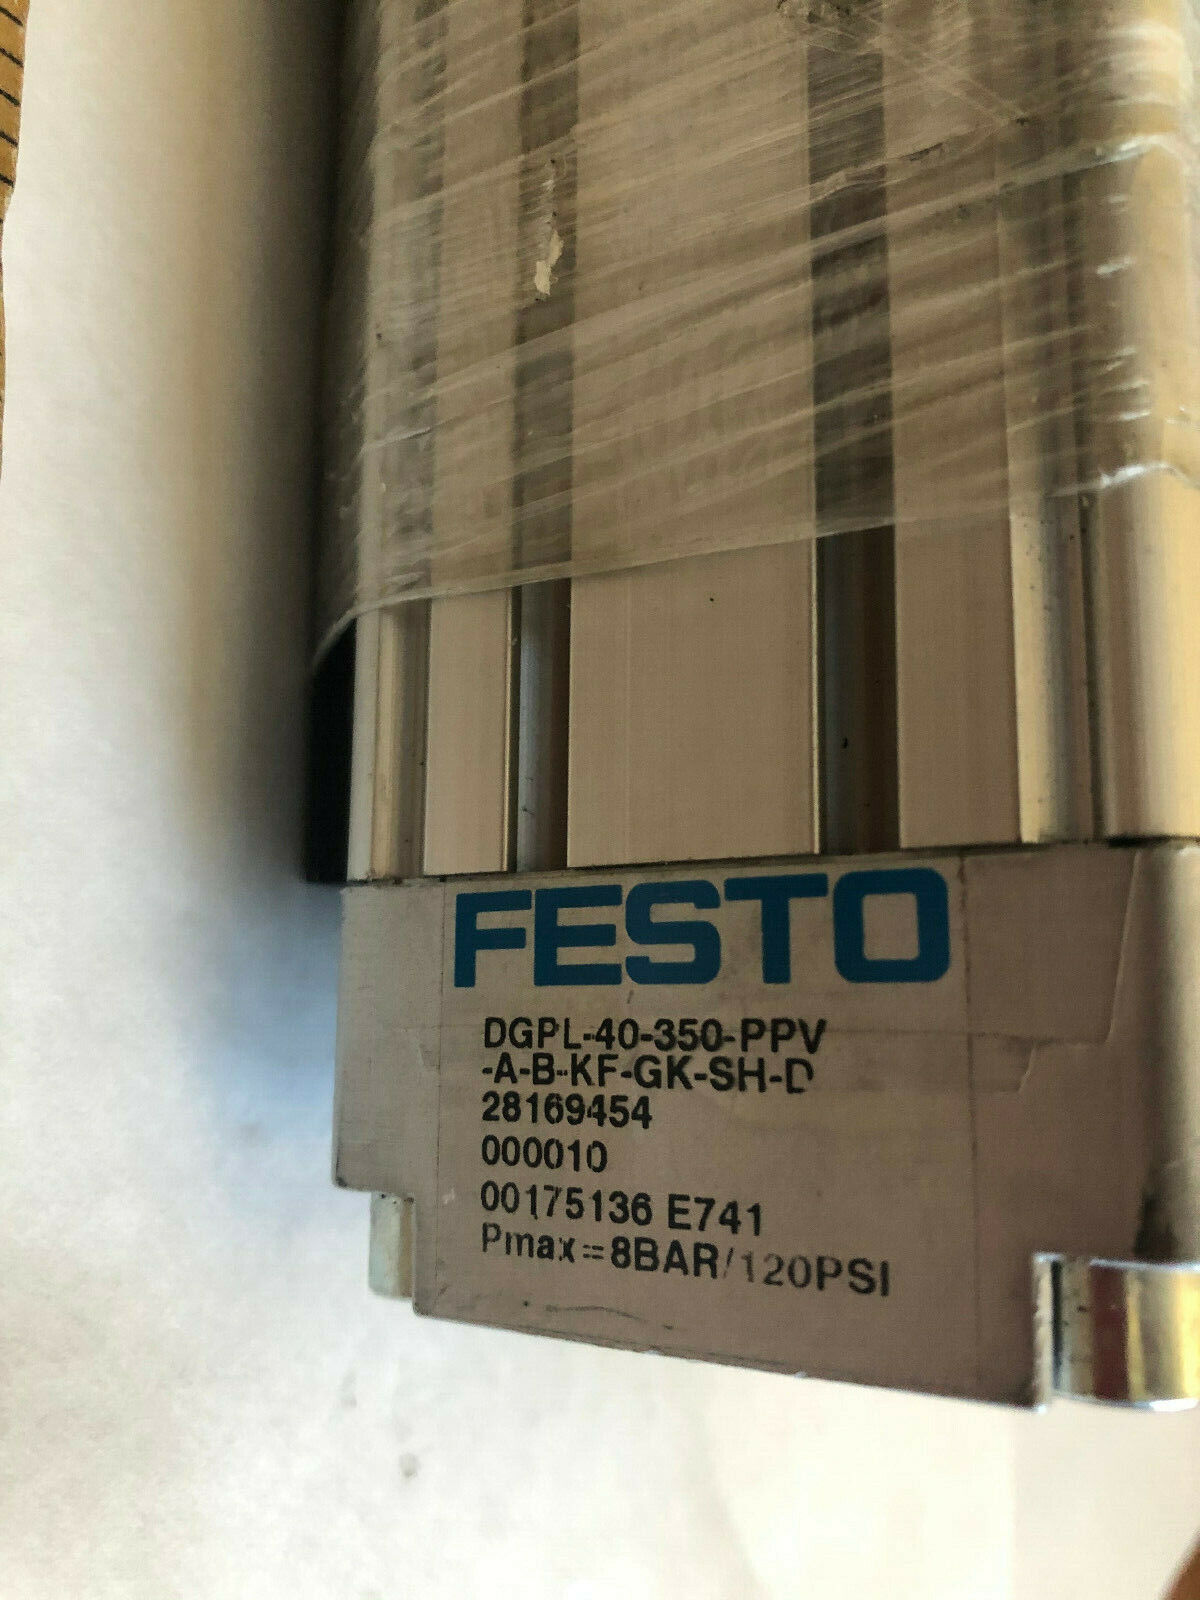 FESTO
DGPL-40-350-PPV
-A-B-KF-GK-SH-D
28169454
000010
00175136 E741
Pmax=8BAR/120PSI